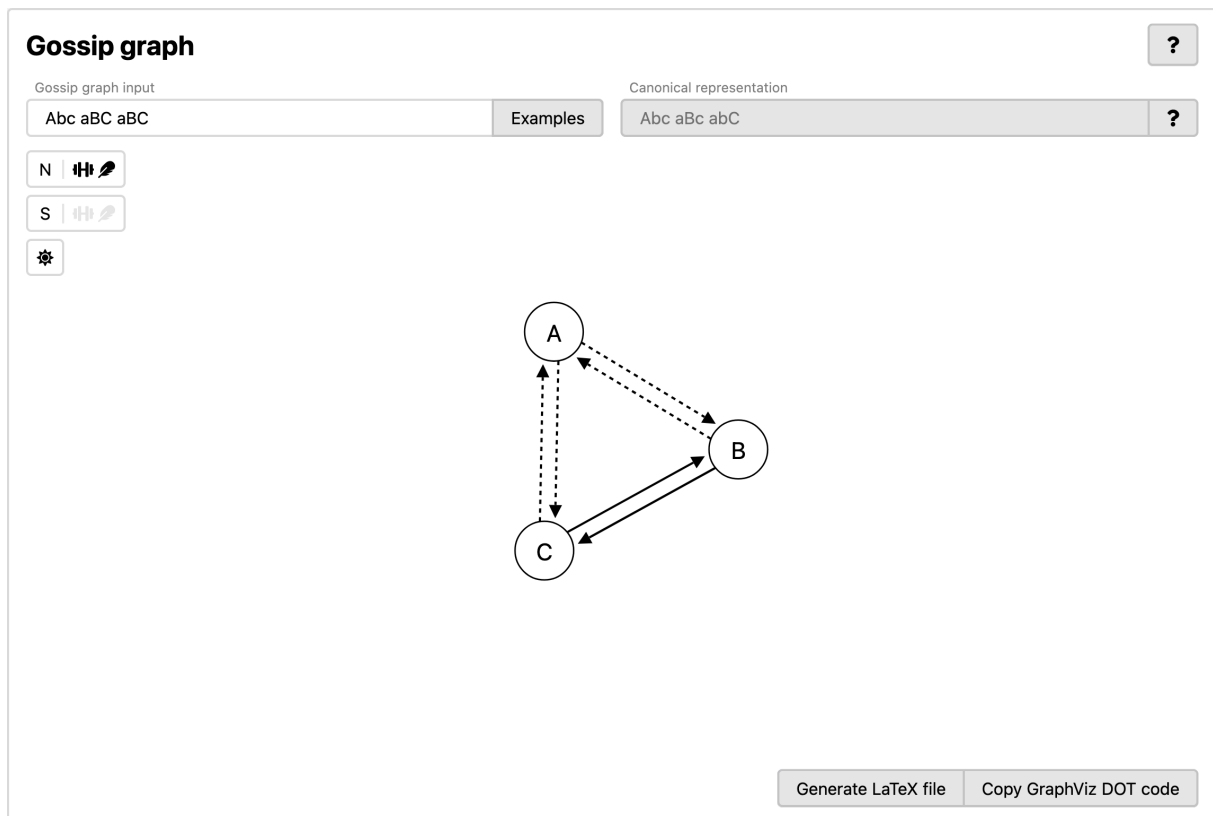 Gossip graph
?
Gossip graph input
Canonical representation
Abc aBC aBC
Examples
Abc aBc abC
?
N
S
A
B
C
Generate LaTeX file
Copy GraphViz DOT code